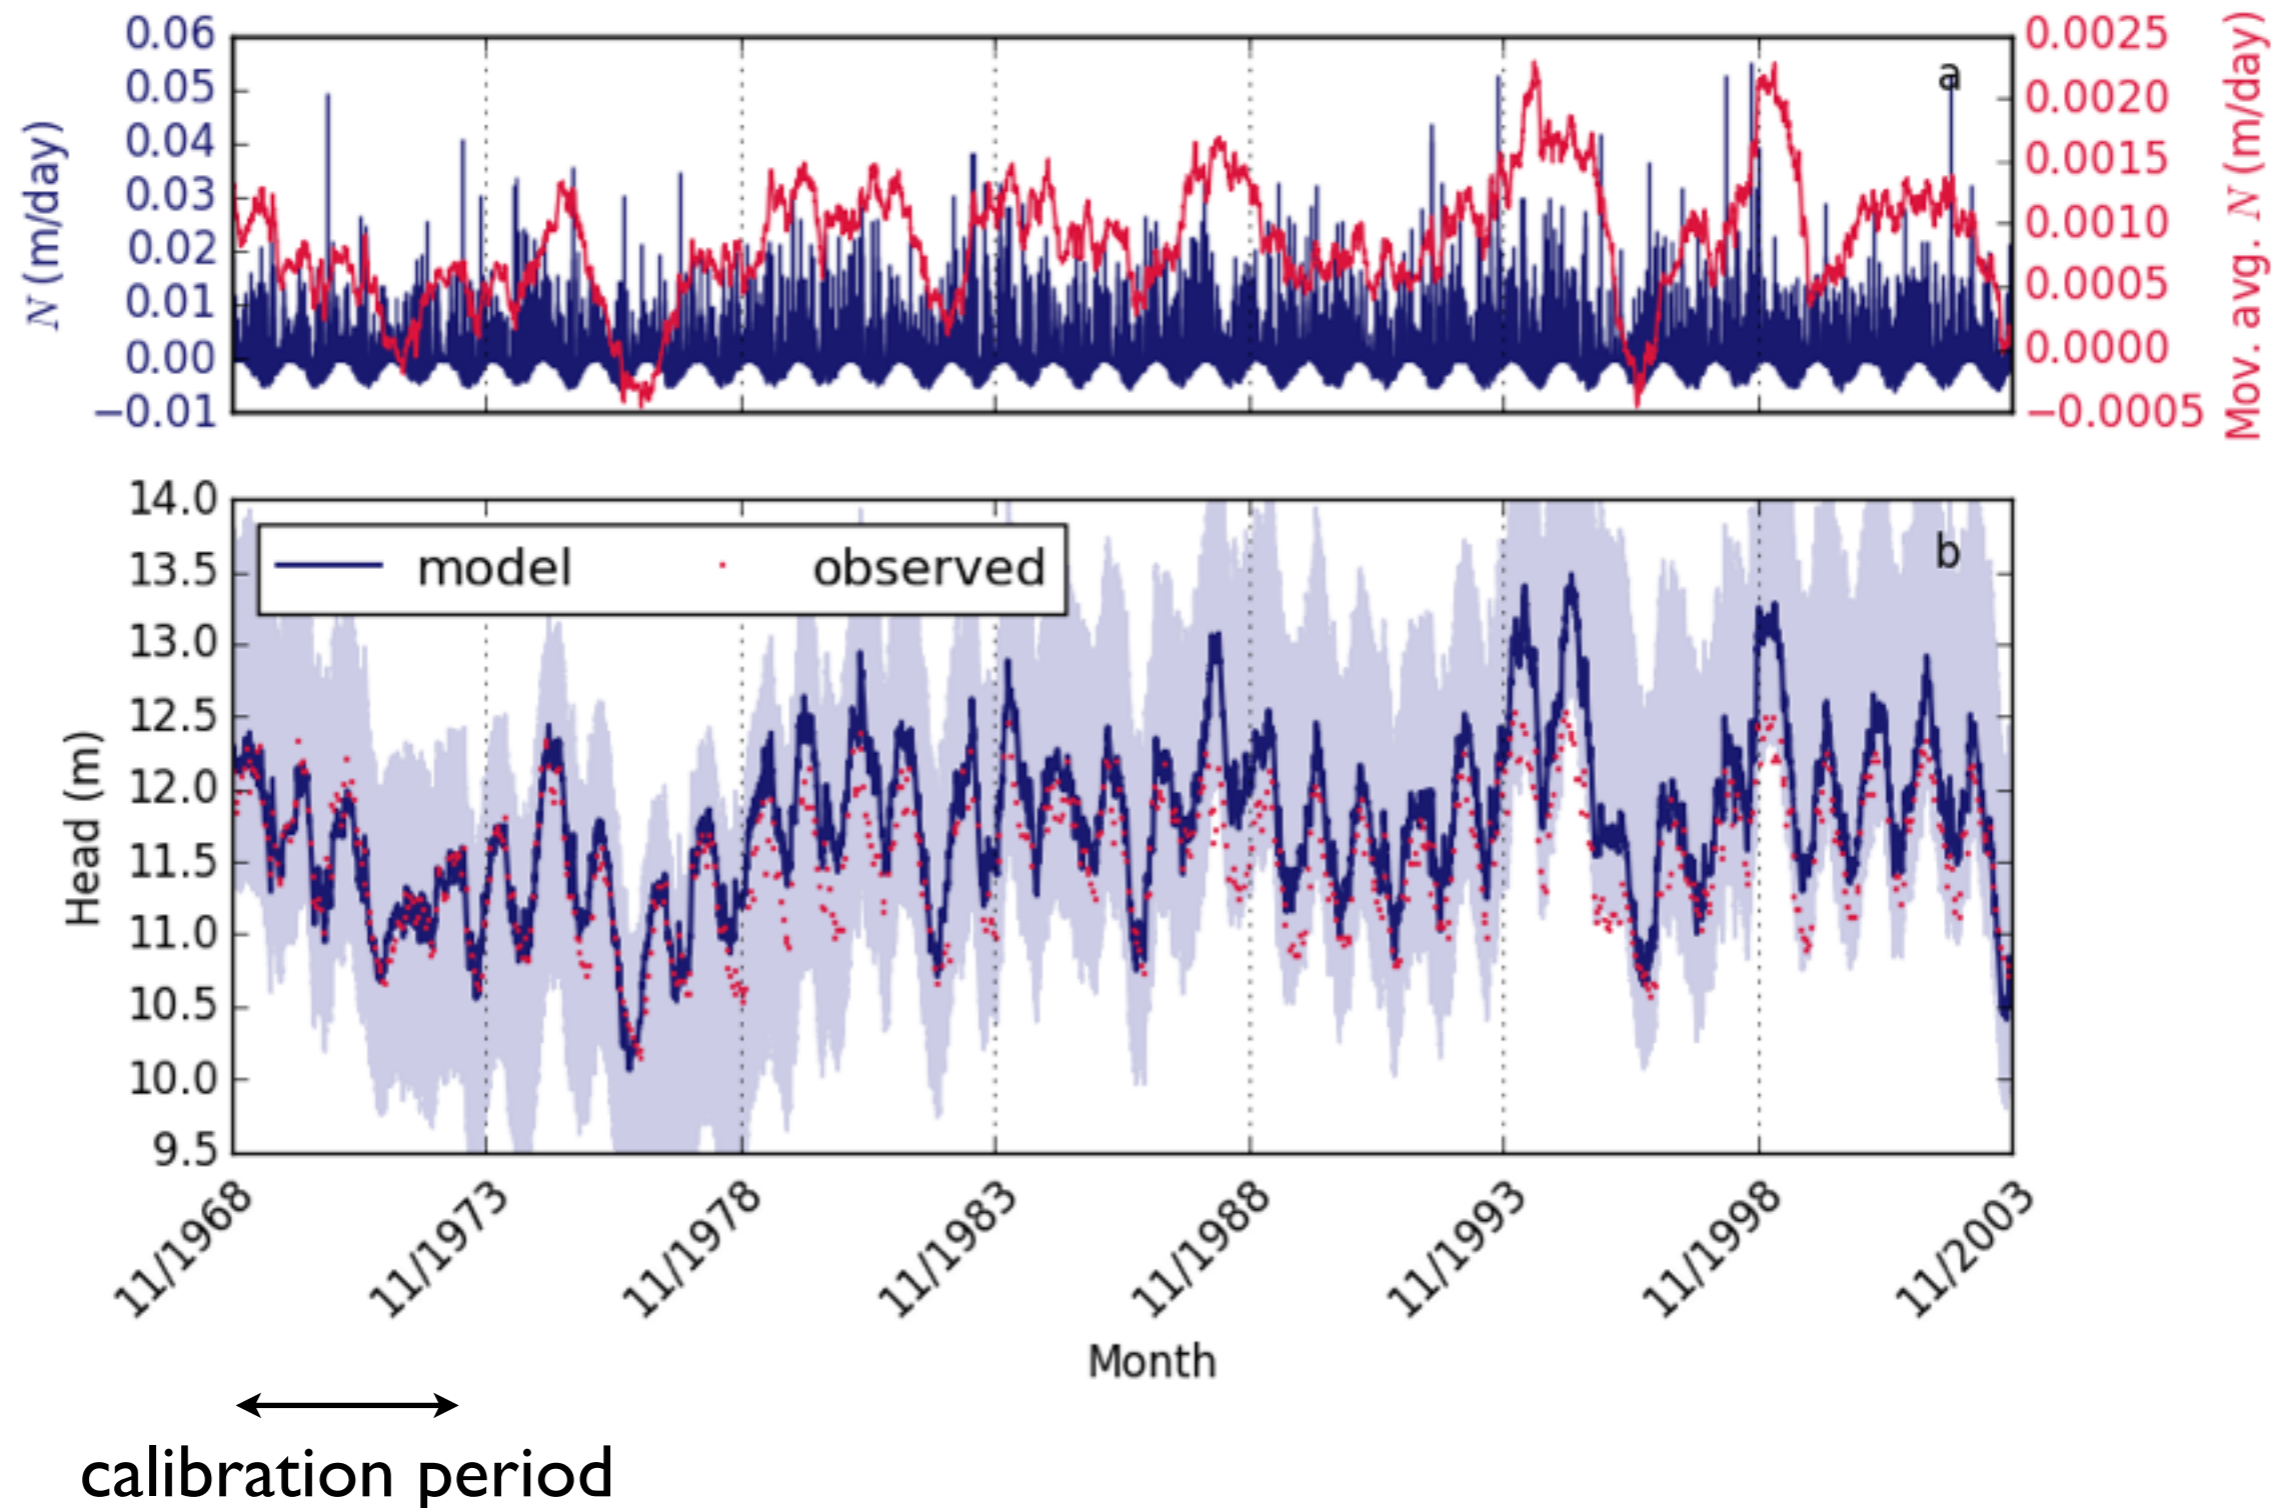 0.06
0.05
0.04
0.03
0.02
0.01
0.00
−0.01
N (m/day)
0.0025
0.0020
0.0015
0.0010
0.0005
0.0000
−0.0005
Mov. avg. N (m/day)
a
14.0
13.5
13.0
12.5
12.0
11.5
11.0
10.5
10.0
9.5
Head (m)
model observed
b
11/1968 11/1973 11/1978 11/1983 11/1988 11/1993 11/1998 11/2003
Month
calibration period